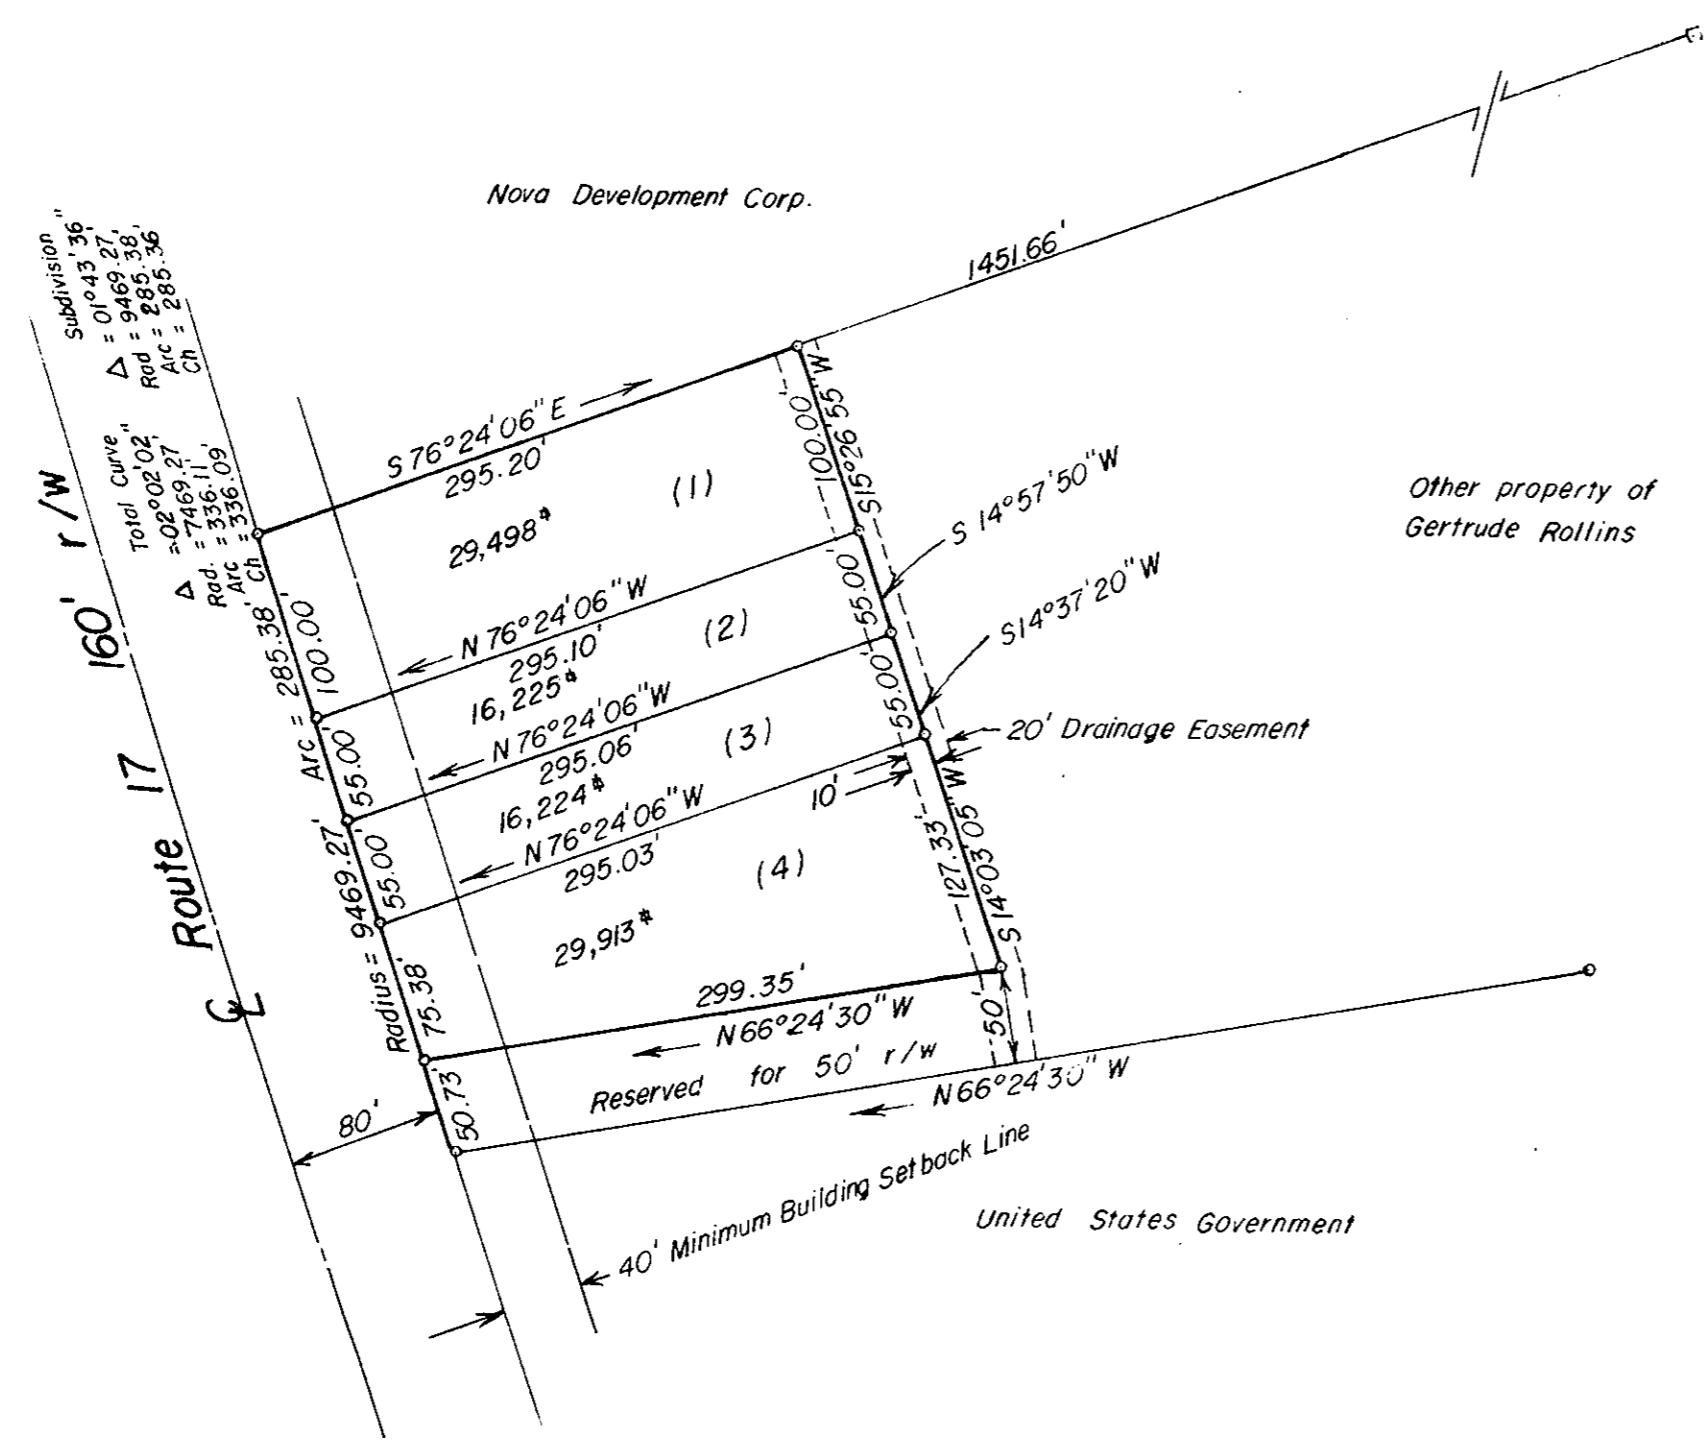 Nova Development Corp.
1451.66'
Subdivision
Δ = 01°43'36"
Rad = 9469.27'
Arc = 285.38'
Ch = 285.36
Total Curve
Δ = 02°02'02"
Rad. = 7469.27'
Arc = 336.11'
Ch = 336.09'
Route 17 160' r/w
℄
S 76°24'06" E
295.20'
(1)
29,498⌗
100.00'
S15°26'55"W
100.00'
N 76°24'06" W
295.10'
(2)
16,225⌗
55.00'
S 14°57'50"W
55.00'
N 76°24'06"W
295.06'
(3)
16,224⌗
55.00'
S14°37'20"W
55.00'
N 76°24'06"W
295.03'
(4)
29,913⌗
127.33'
S 14°03'05"W
75.38'
Radius = 9469.27' Arc = 285.38'
20' Drainage Easement
10'
299.35'
N 66°24'30" W
Reserved for 50' r/w
50'
50.73'
N 66°24'30" W
80'
40' Minimum Building Setback Line
Other property of
Gertrude Rollins
United States Government